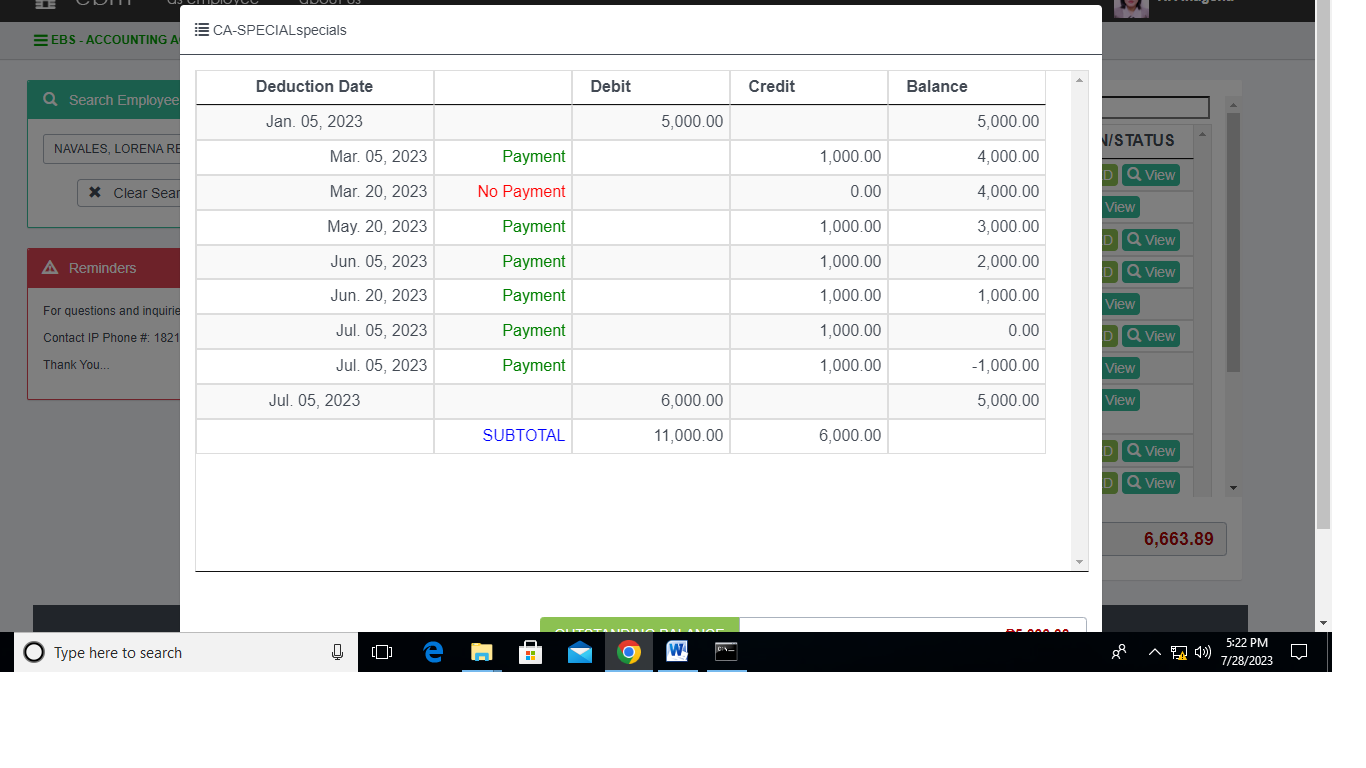 CA-SPECIALspecials
EBS - ACCOUNTING A
Deduction Date Debit Credit Balance
Jan. 05, 2023 5,000.00 5,000.00
Mar. 05, 2023 Payment 1,000.00 4,000.00
Mar. 20, 2023 No Payment 0.00 4,000.00
May. 20, 2023 Payment 1,000.00 3,000.00
Jun. 05, 2023 Payment 1,000.00 2,000.00
Jun. 20, 2023 Payment 1,000.00 1,000.00
Jul. 05, 2023 Payment 1,000.00 0.00
Jul. 05, 2023 Payment 1,000.00 -1,000.00
Jul. 05, 2023 6,000.00 5,000.00
SUBTOTAL 11,000.00 6,000.00
Search Employee
NAVALES, LORENA RE
Clear Sear
Reminders
For questions and inquirie
Contact IP Phone #: 1821
Thank You...
N/STATUS
D View
View
D View
D View
View
D View
View
View
D View
D View
6,663.89
OUTSTANDING BALANCE
Type here to search
5:22 PM
7/28/2023